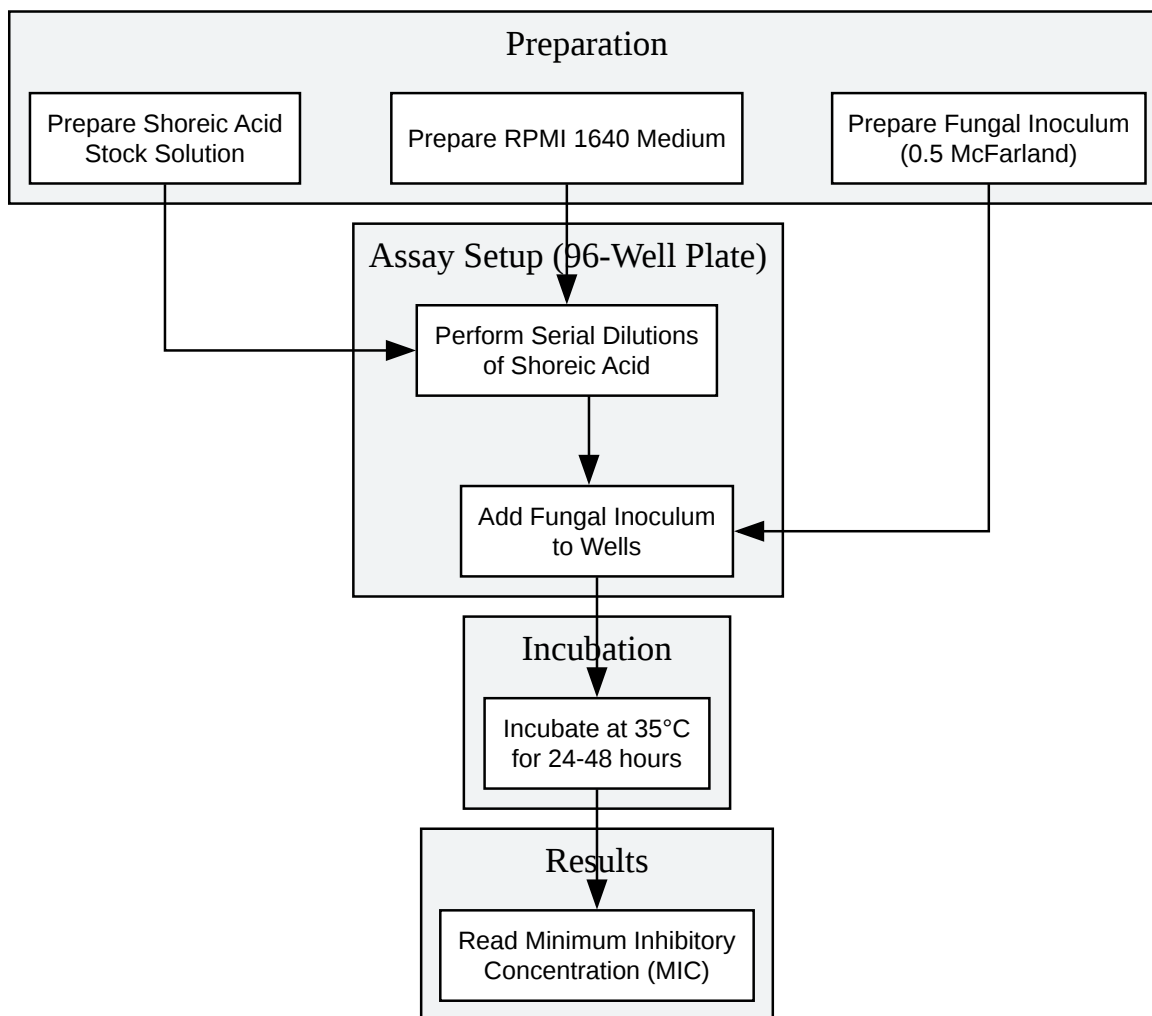 Preparation
Prepare Shoreic Acid
Stock Solution
Prepare RPMI 1640 Medium
Prepare Fungal Inoculum
(0.5 McFarland)
Assay Setup (96-Well Plate)
Perform Serial Dilutions
of Shoreic Acid
Add Fungal Inoculum
to Wells
Incubation
Incubate at 35°C
for 24-48 hours
Results
Read Minimum Inhibitory
Concentration (MIC)